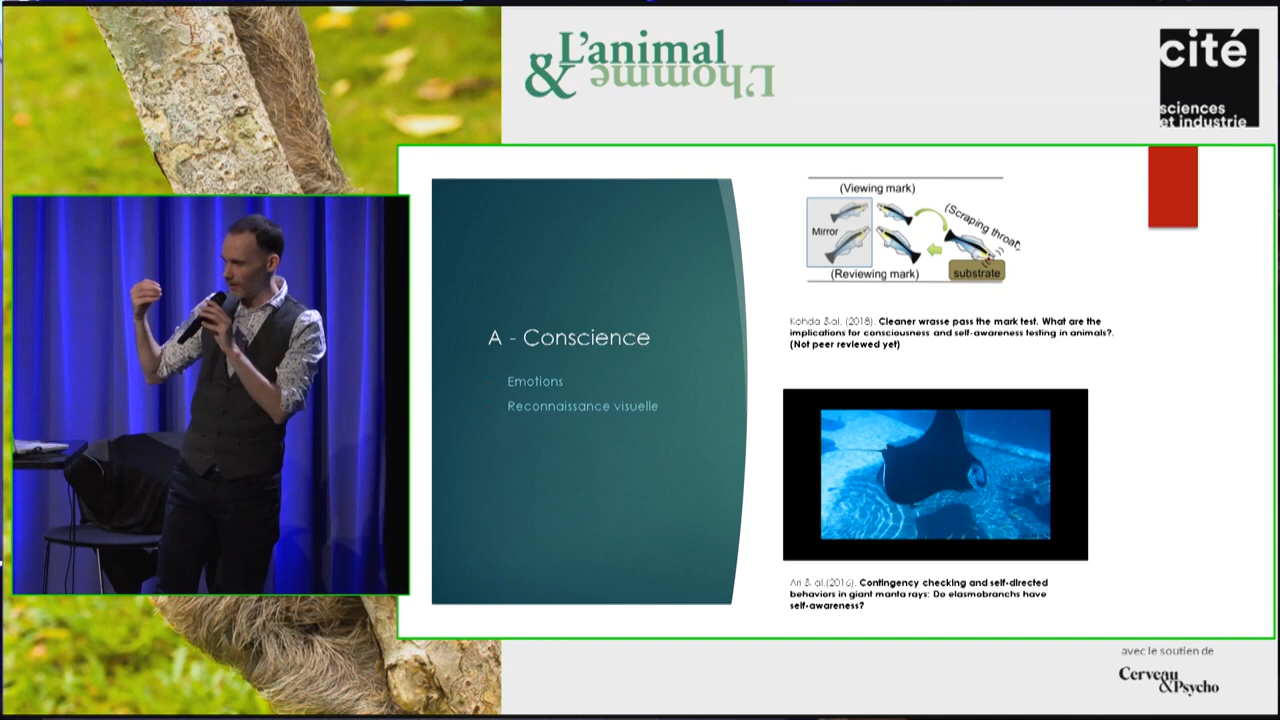 L'animal
& L'homme
cité
sciences
et industrie
(Viewing mark)
(Scraping throat)
Mirror
(Reviewing mark)
substrate
Kohda & al. (2018). Cleaner wrasse pass the mark test. What are the
implications for consciousness and self-awareness testing in animals?.
(Not peer reviewed yet)
A - Conscience
Emotions
Reconnaissance visuelle
Ari & al.(2016). Contingency checking and self-directed
behaviors in giant manta rays: Do elasmobranchs have
self-awareness?
avec le soutien de
Cerveau
&Psycho